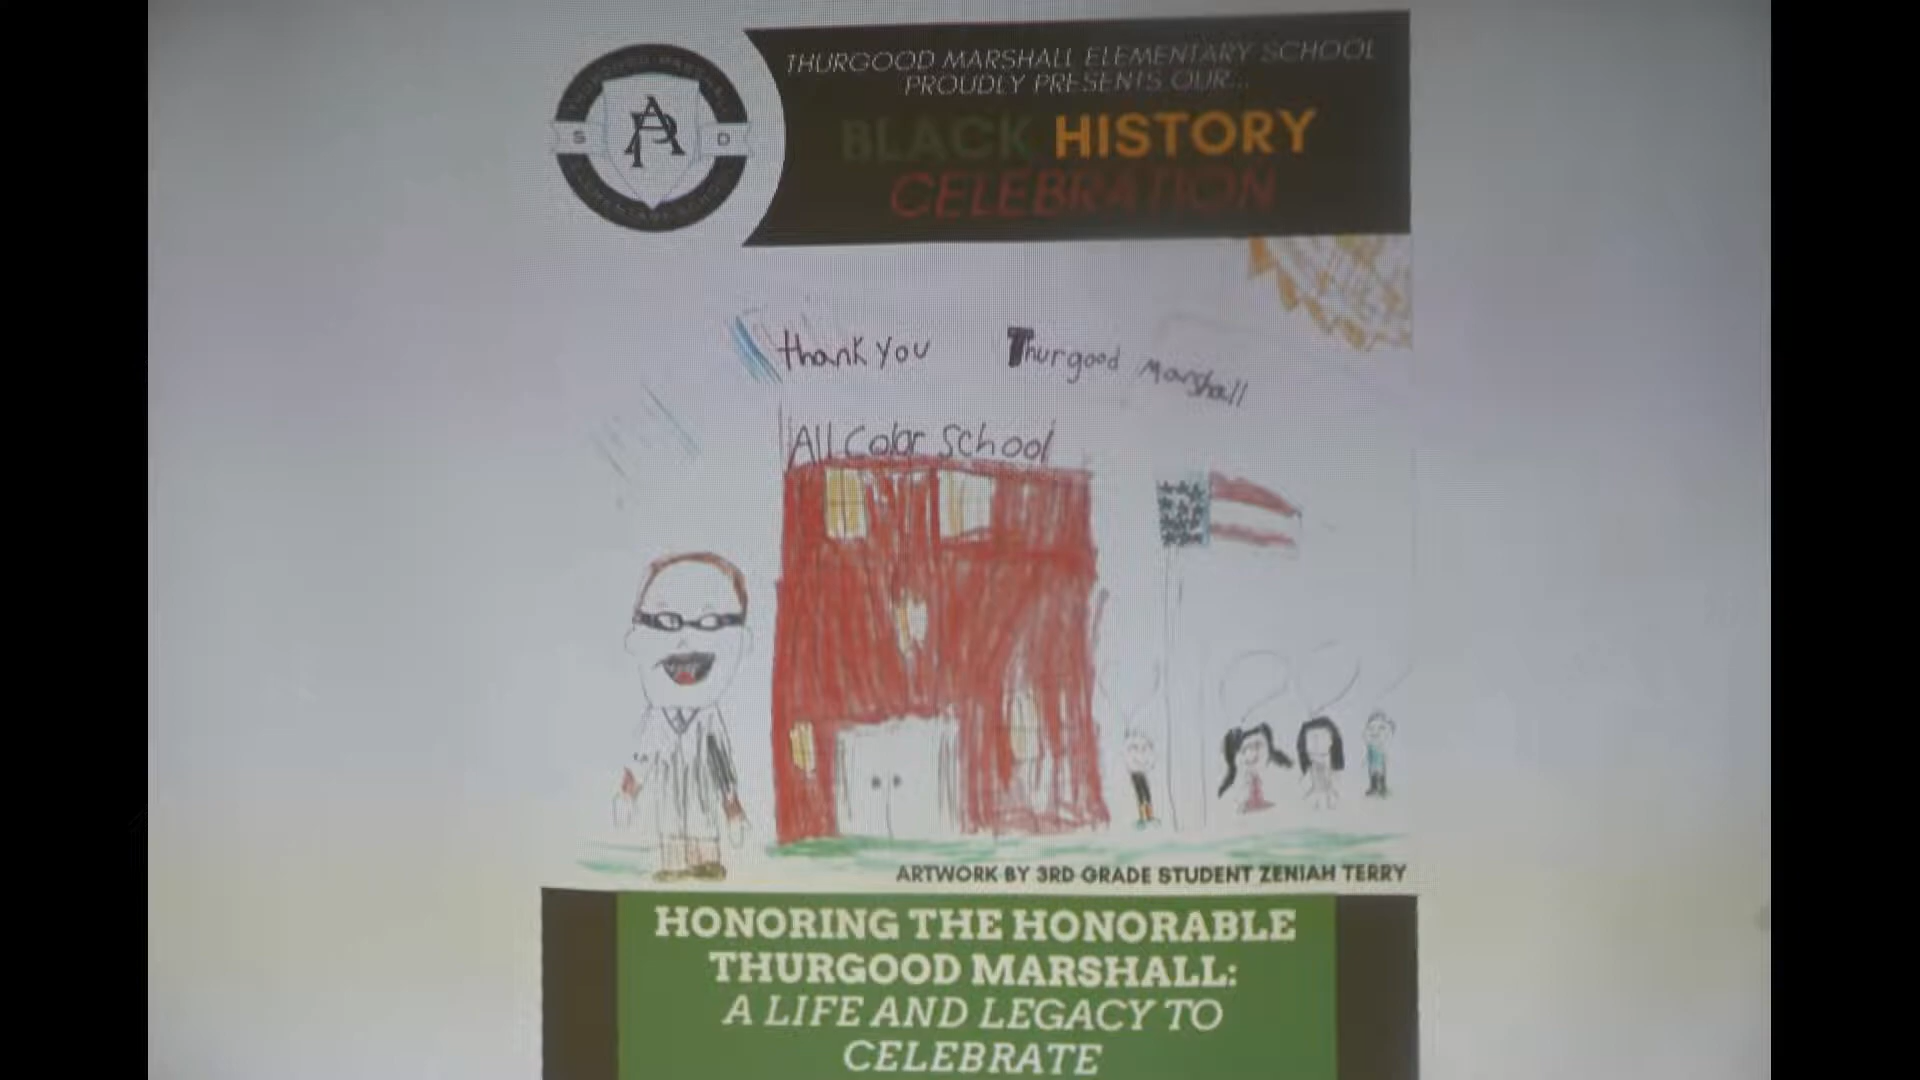 THURGOOD MARSHALL ELEMENTARY SCHOOL
PROUDLY PRESENTS OUR...
BLACK HISTORY
CELEBRATION
S D
thank You Thurgood Marshall
All Color School
ARTWORK BY 3RD GRADE STUDENT ZENIAH TERRY
HONORING THE HONORABLE
THURGOOD MARSHALL:
A LIFE AND LEGACY TO
CELEBRATE